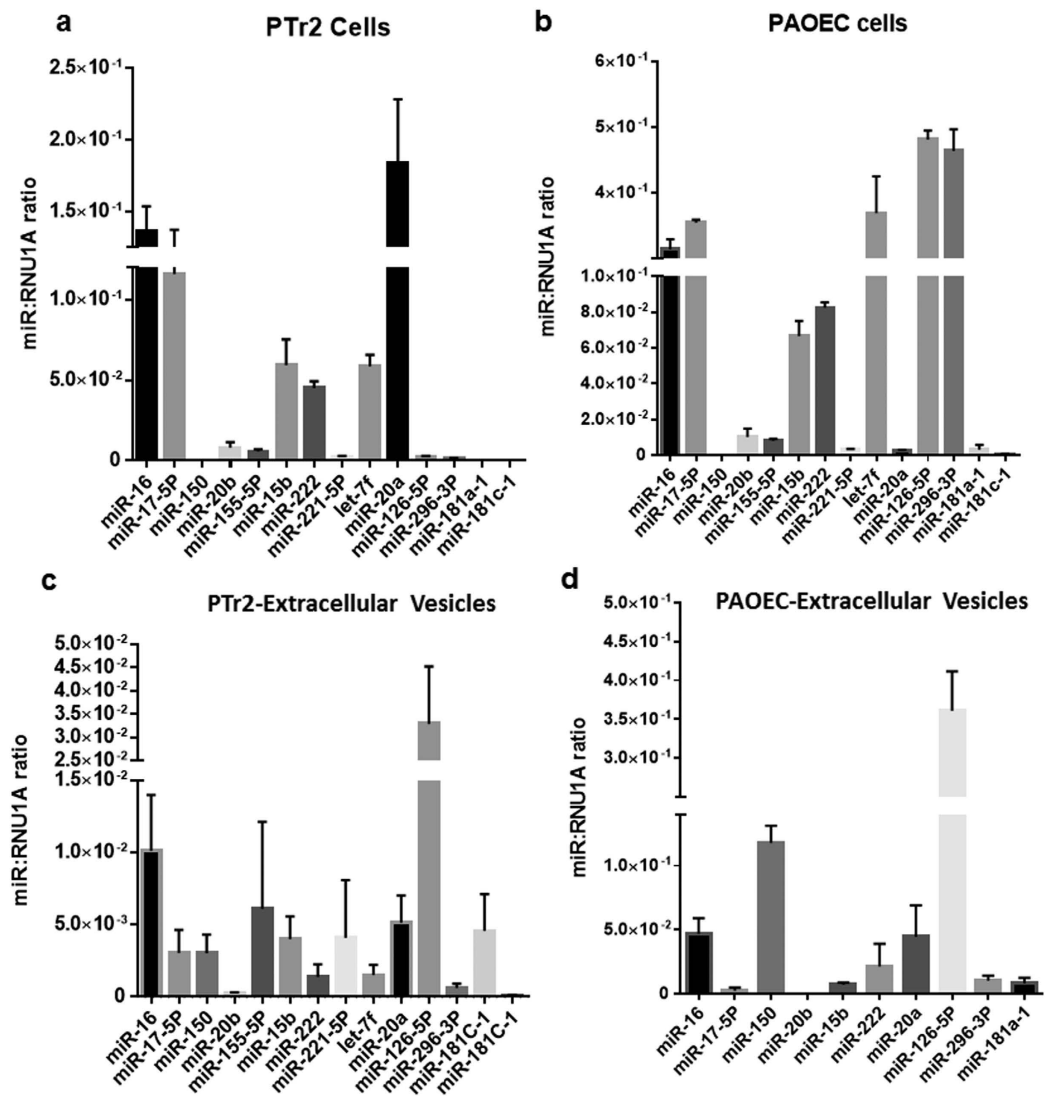 a
PTr2 Cells
miR:RNU1A ratio
2.5×10⁻¹
2.0×10⁻¹
1.5×10⁻¹
1.0×10⁻¹
5.0×10⁻²
0
miR-16
miR-17-5P
miR-150
miR-20b
miR-155-5P
miR-15b
miR-222
miR-221-5P
let-7f
miR-20a
miR-126-5P
miR-296-3P
miR-181a-1
miR-181c-1
b
PAOEC cells
miR:RNU1A ratio
6×10⁻¹
5×10⁻¹
4×10⁻¹
1.0×10⁻¹
8.0×10⁻²
6.0×10⁻²
4.0×10⁻²
2.0×10⁻²
0
miR-16
miR-17-5P
miR-150
miR-20b
miR-155-5P
miR-15b
miR-222
miR-221-5P
let-7f
miR-20a
miR-126-5P
miR-296-3P
miR-181a-1
miR-181c-1
c
PTr2-Extracellular Vesicles
miR:RNU1A ratio
5.0×10⁻²
4.5×10⁻²
4.0×10⁻²
3.5×10⁻²
3.0×10⁻²
2.5×10⁻²
1.5×10⁻²
1.0×10⁻²
5.0×10⁻³
0
miR-16
miR-17-5P
miR-150
miR-20b
miR-155-5P
miR-15b
miR-222
miR-221-5P
let-7f
miR-20a
miR-126-5P
miR-296-3P
miR-181C-1
miR-181C-1
d
PAOEC-Extracellular Vesicles
miR:RNU1A ratio
5.0×10⁻¹
4.0×10⁻¹
3.0×10⁻¹
1.0×10⁻¹
5.0×10⁻²
0
miR-16
miR-17-5P
miR-150
miR-20b
miR-15b
miR-222
miR-20a
miR-126-5P
miR-296-3P
miR-181a-1